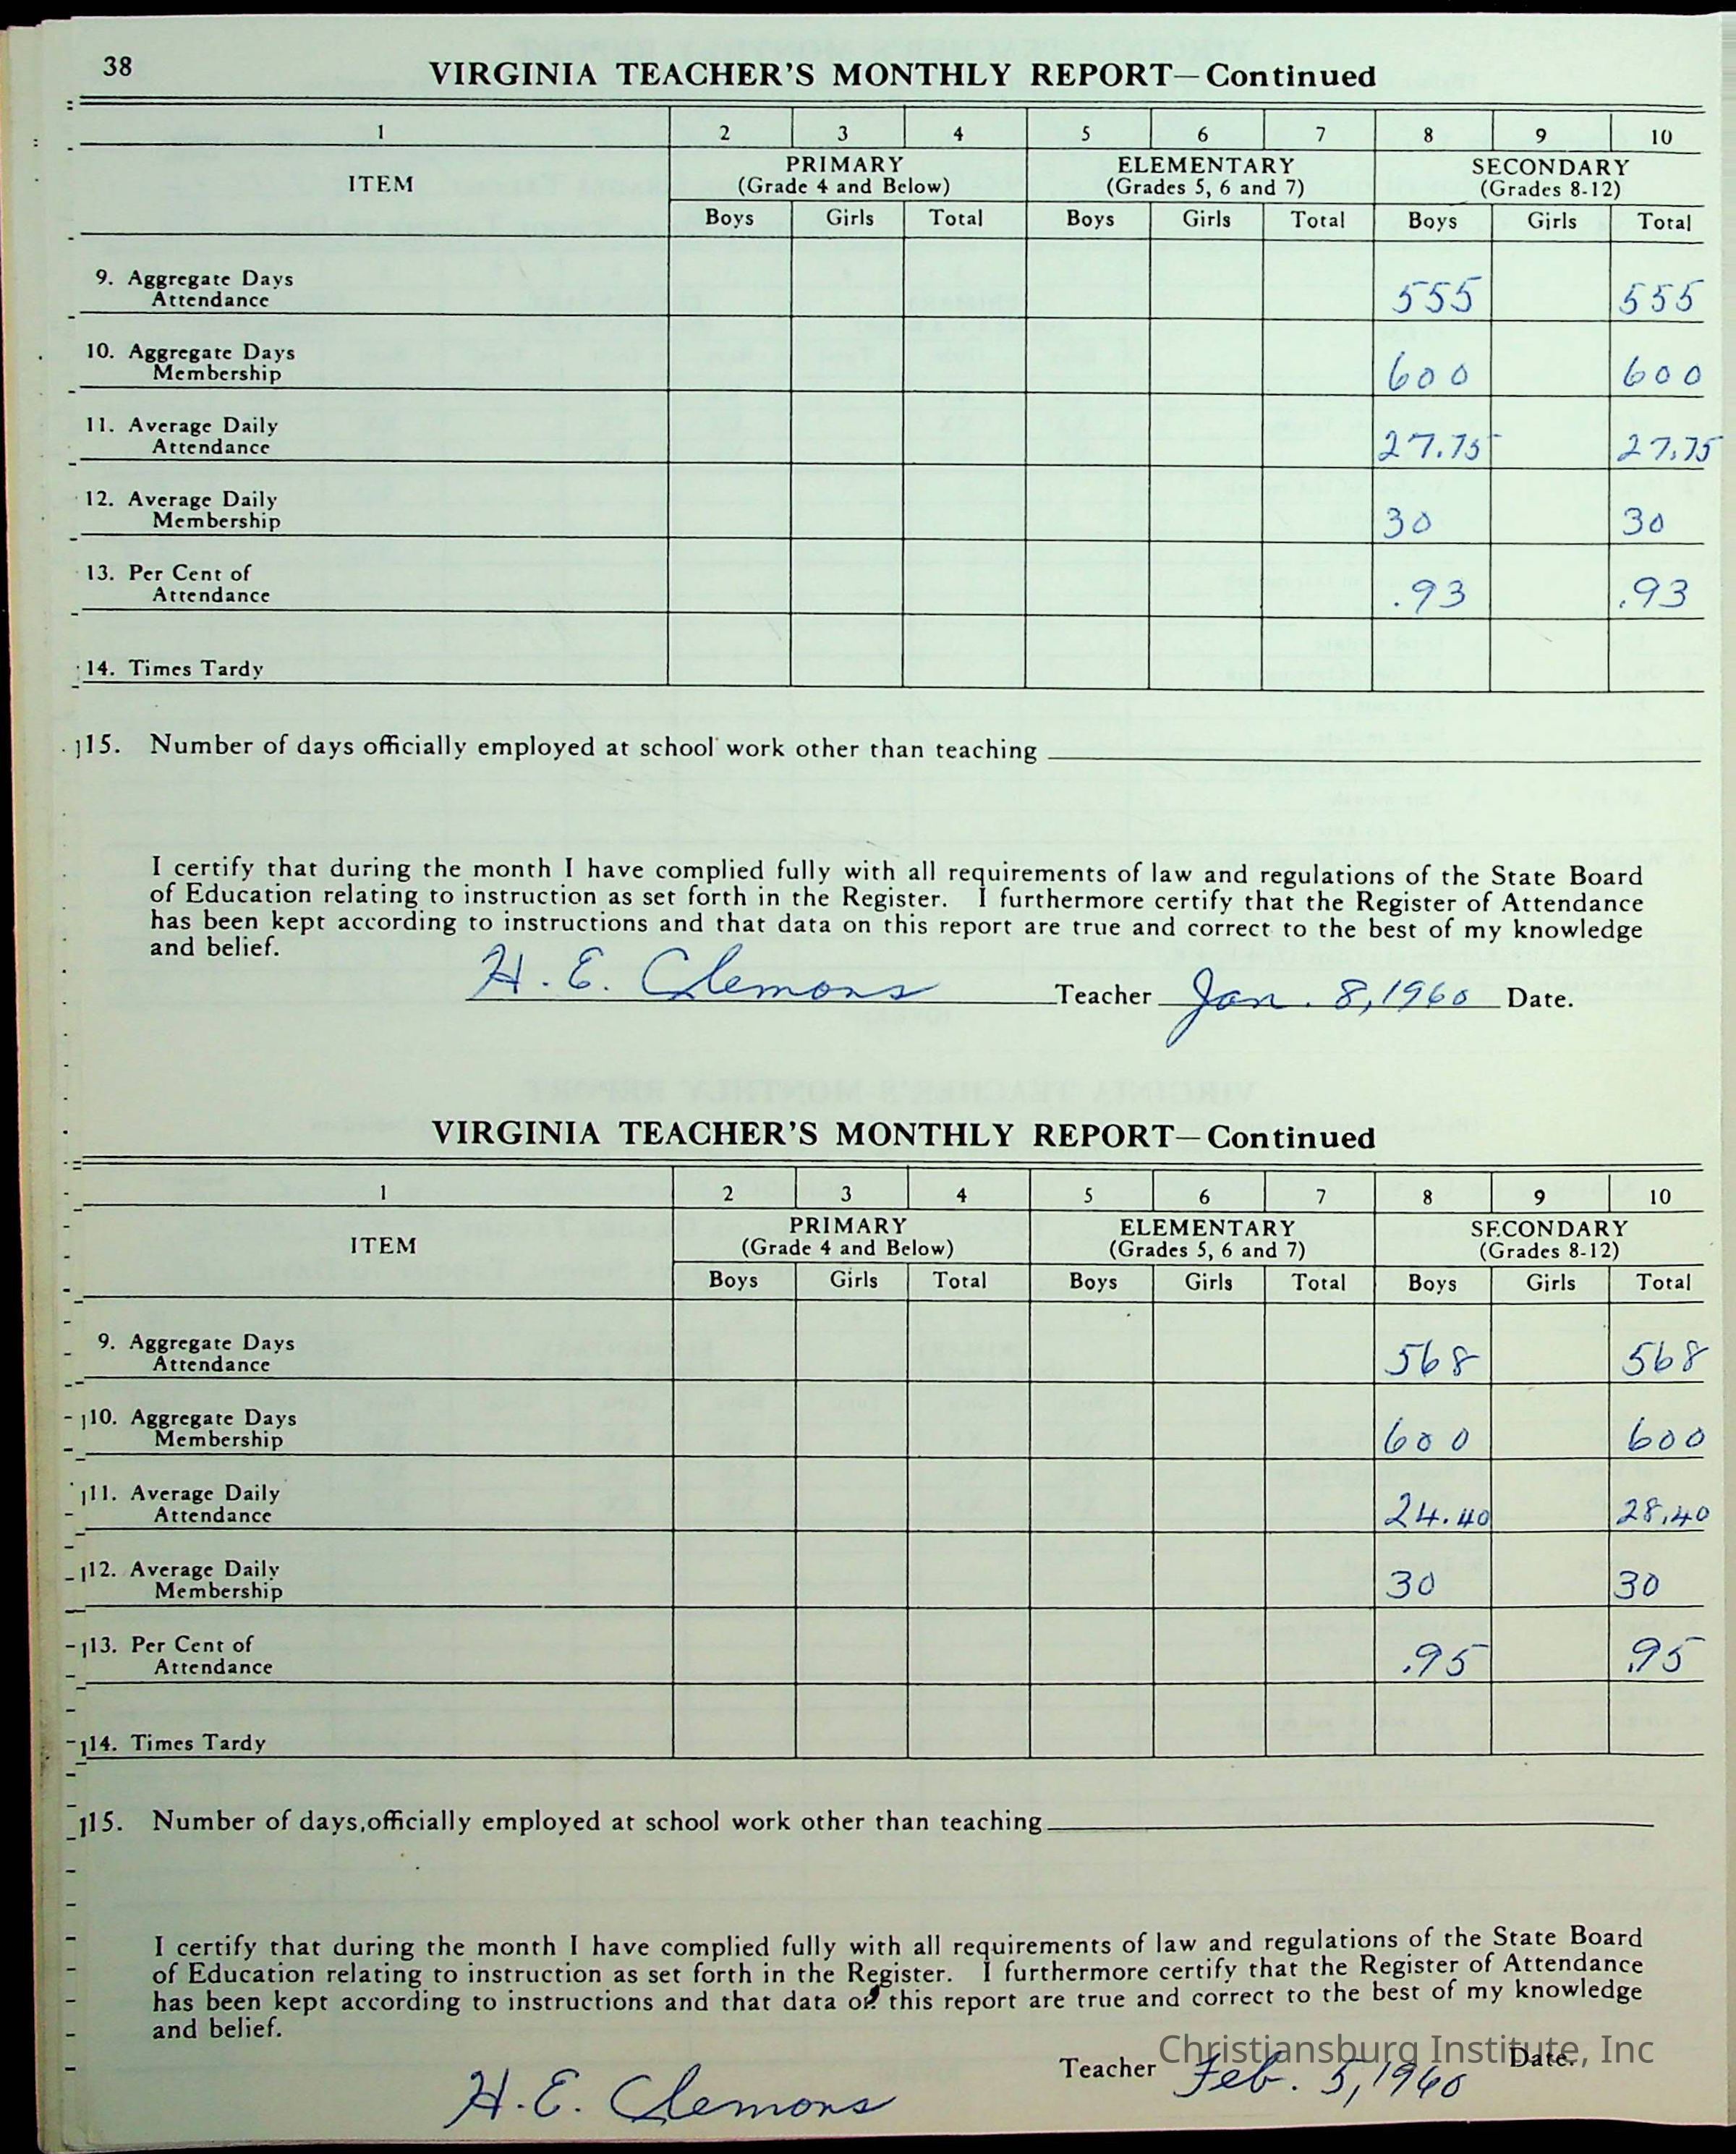 38
VIRGINIA TEACHER'S MONTHLY REPORT—Continued
1 2 3 4 5 6 7 8 9 10
ITEM PRIMARY (Grade 4 and Below) ELEMENTARY (Grades 5, 6 and 7) SECONDARY (Grades 8-12)
Boys Girls Total Boys Girls Total Boys Girls Total
9. Aggregate Days Attendance 555 555
10. Aggregate Days Membership 600 600
11. Average Daily Attendance 27.75 27.75
12. Average Daily Membership 30 30
13. Per Cent of Attendance .93 .93
14. Times Tardy
15. Number of days officially employed at school work other than teaching
I certify that during the month I have complied fully with all requirements of law and regulations of the State Board
of Education relating to instruction as set forth in the Register. I furthermore certify that the Register of Attendance
has been kept according to instructions and that data on this report are true and correct to the best of my knowledge
and belief.
H. E. Clemons Teacher Jan. 8, 1960 Date.
VIRGINIA TEACHER'S MONTHLY REPORT—Continued
1 2 3 4 5 6 7 8 9 10
ITEM PRIMARY (Grade 4 and Below) ELEMENTARY (Grades 5, 6 and 7) SECONDARY (Grades 8-12)
Boys Girls Total Boys Girls Total Boys Girls Total
9. Aggregate Days Attendance 568 568
10. Aggregate Days Membership 600 600
11. Average Daily Attendance 24.40 28.40
12. Average Daily Membership 30 30
13. Per Cent of Attendance .95 .95
14. Times Tardy
15. Number of days officially employed at school work other than teaching
I certify that during the month I have complied fully with all requirements of law and regulations of the State Board
of Education relating to instruction as set forth in the Register. I furthermore certify that the Register of Attendance
has been kept according to instructions and that data on this report are true and correct to the best of my knowledge
and belief.
Christiansburg Institute, Inc
H. E. Clemons Teacher Feb. 5, 1960 Date.